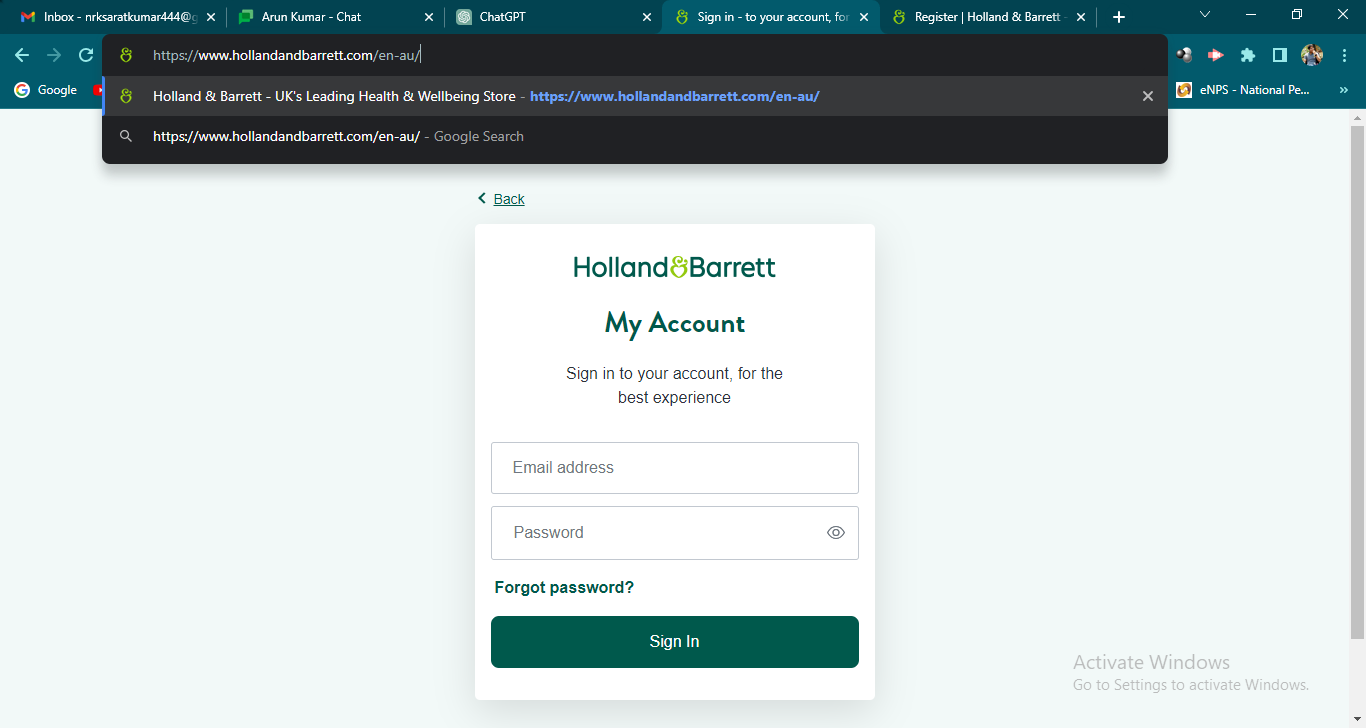 Inbox - nrksaratkumar444@g
Arun Kumar - Chat
ChatGPT
Sign in - to your account, for
Register | Holland & Barrett -
https://www.hollandandbarrett.com/en-au/
Google
eNPS - National Pe...
Holland & Barrett - UK's Leading Health & Wellbeing Store - https://www.hollandandbarrett.com/en-au/
https://www.hollandandbarrett.com/en-au/ - Google Search
Back
Holland&Barrett
My Account
Sign in to your account, for the
best experience
Email address
Password
Forgot password?
Sign In
Activate Windows
Go to Settings to activate Windows.